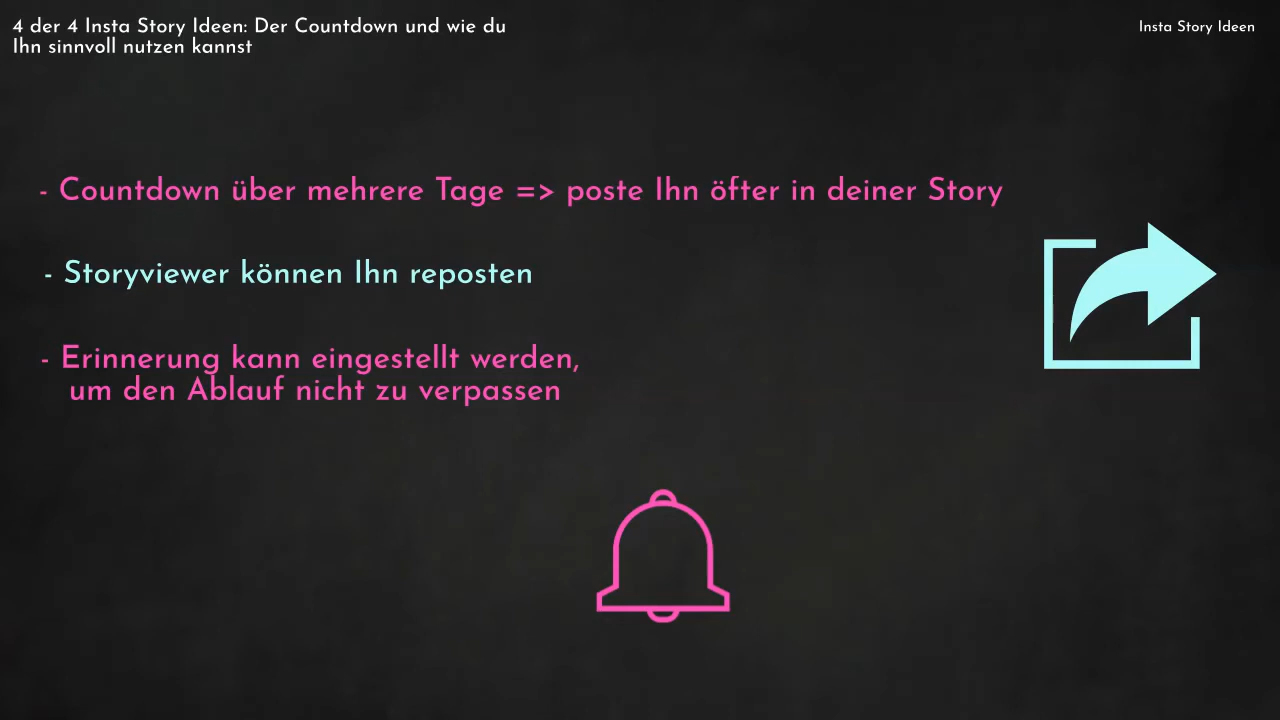 4 der 4 Insta Story Ideen: Der Countdown und wie du
Ihn sinnvoll nutzen kannst
Insta Story Ideen
- Countdown über mehrere Tage => poste Ihn öfter in deiner Story
- Storyviewer können Ihn reposten
- Erinnerung kann eingestellt werden,
um den Ablauf nicht zu verpassen